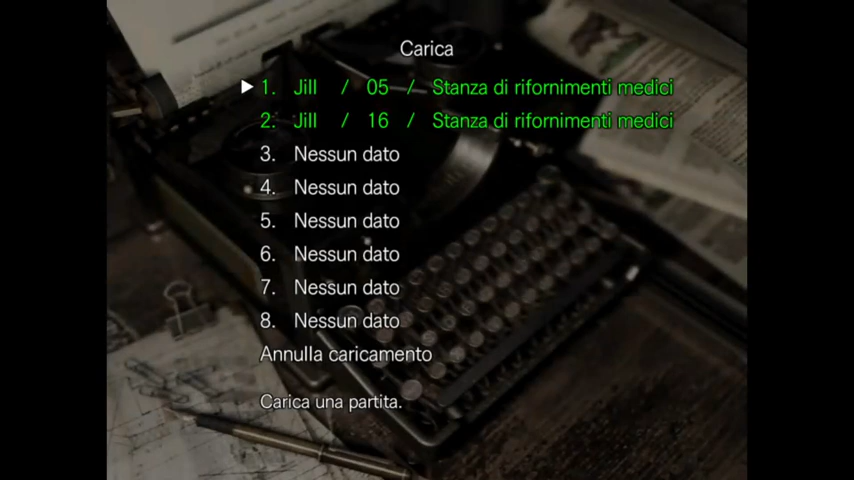 Carica
1. Jill / 05 / Stanza di rifornimenti medici
2. Jill / 16 / Stanza di rifornimenti medici
3. Nessun dato
4. Nessun dato
5. Nessun dato
6. Nessun dato
7. Nessun dato
8. Nessun dato
Annulla caricamento
Carica una partita.